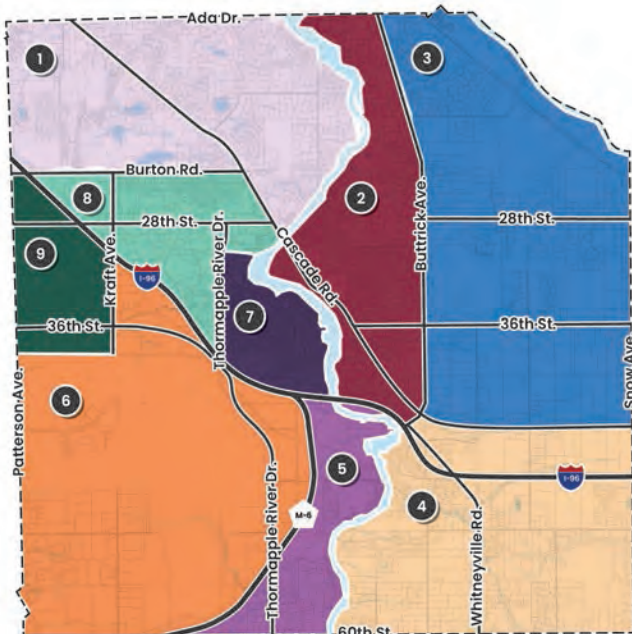 Ada Dr.
1
3
Burton Rd.
8
2
28th St.
28th St.
9
Kraft Ave.
Thornapple River Dr.
Cascade Rd.
Buttrick Ave.
I-96
7
36th St.
36th St.
Patterson Ave.
6
Snow Ave.
5
I-96
4
M-6
Thornapple River Dr.
Whitneyville Rd.
60th St.